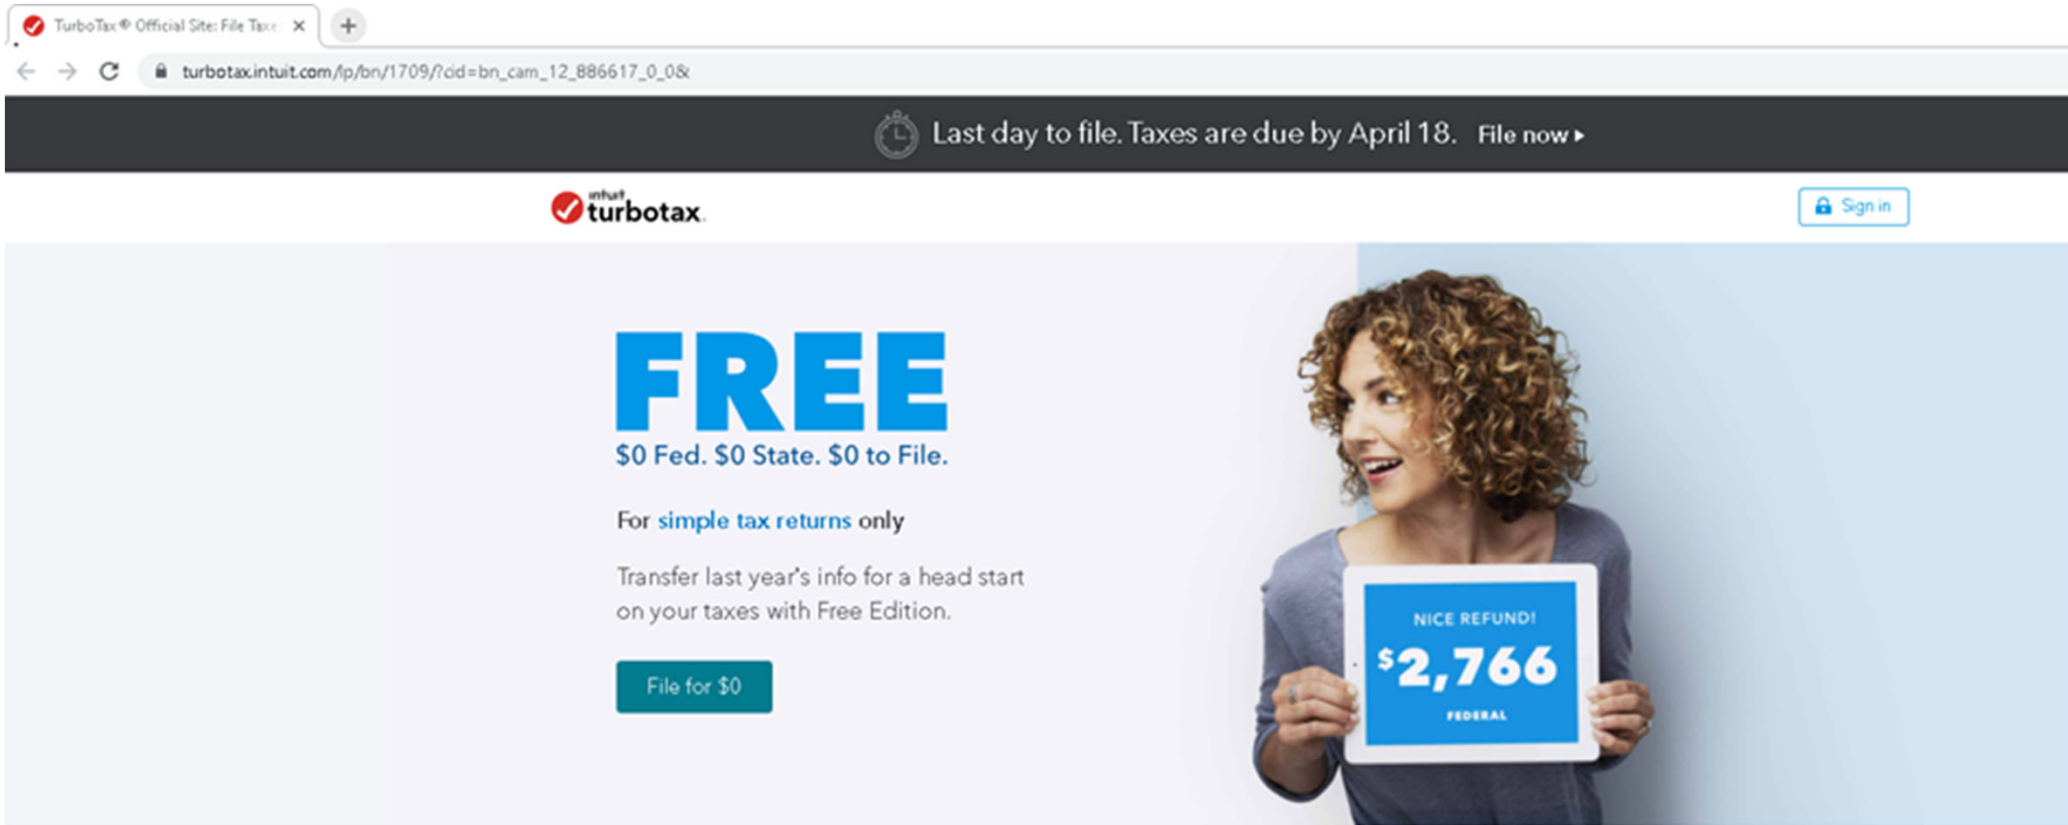 TurboTax® Official Site: File Taxe
turbotax.intuit.com/lp/bn/1709/?cid=bn_cam_12_886617_0_0&
Last day to file. Taxes are due by April 18. File now
intuit
turbotax.
Sign in
FREE
$0 Fed. $0 State. $0 to File.
For simple tax returns only
Transfer last year's info for a head start
on your taxes with Free Edition.
File for $0
NICE REFUND!
$2,766
FEDERAL